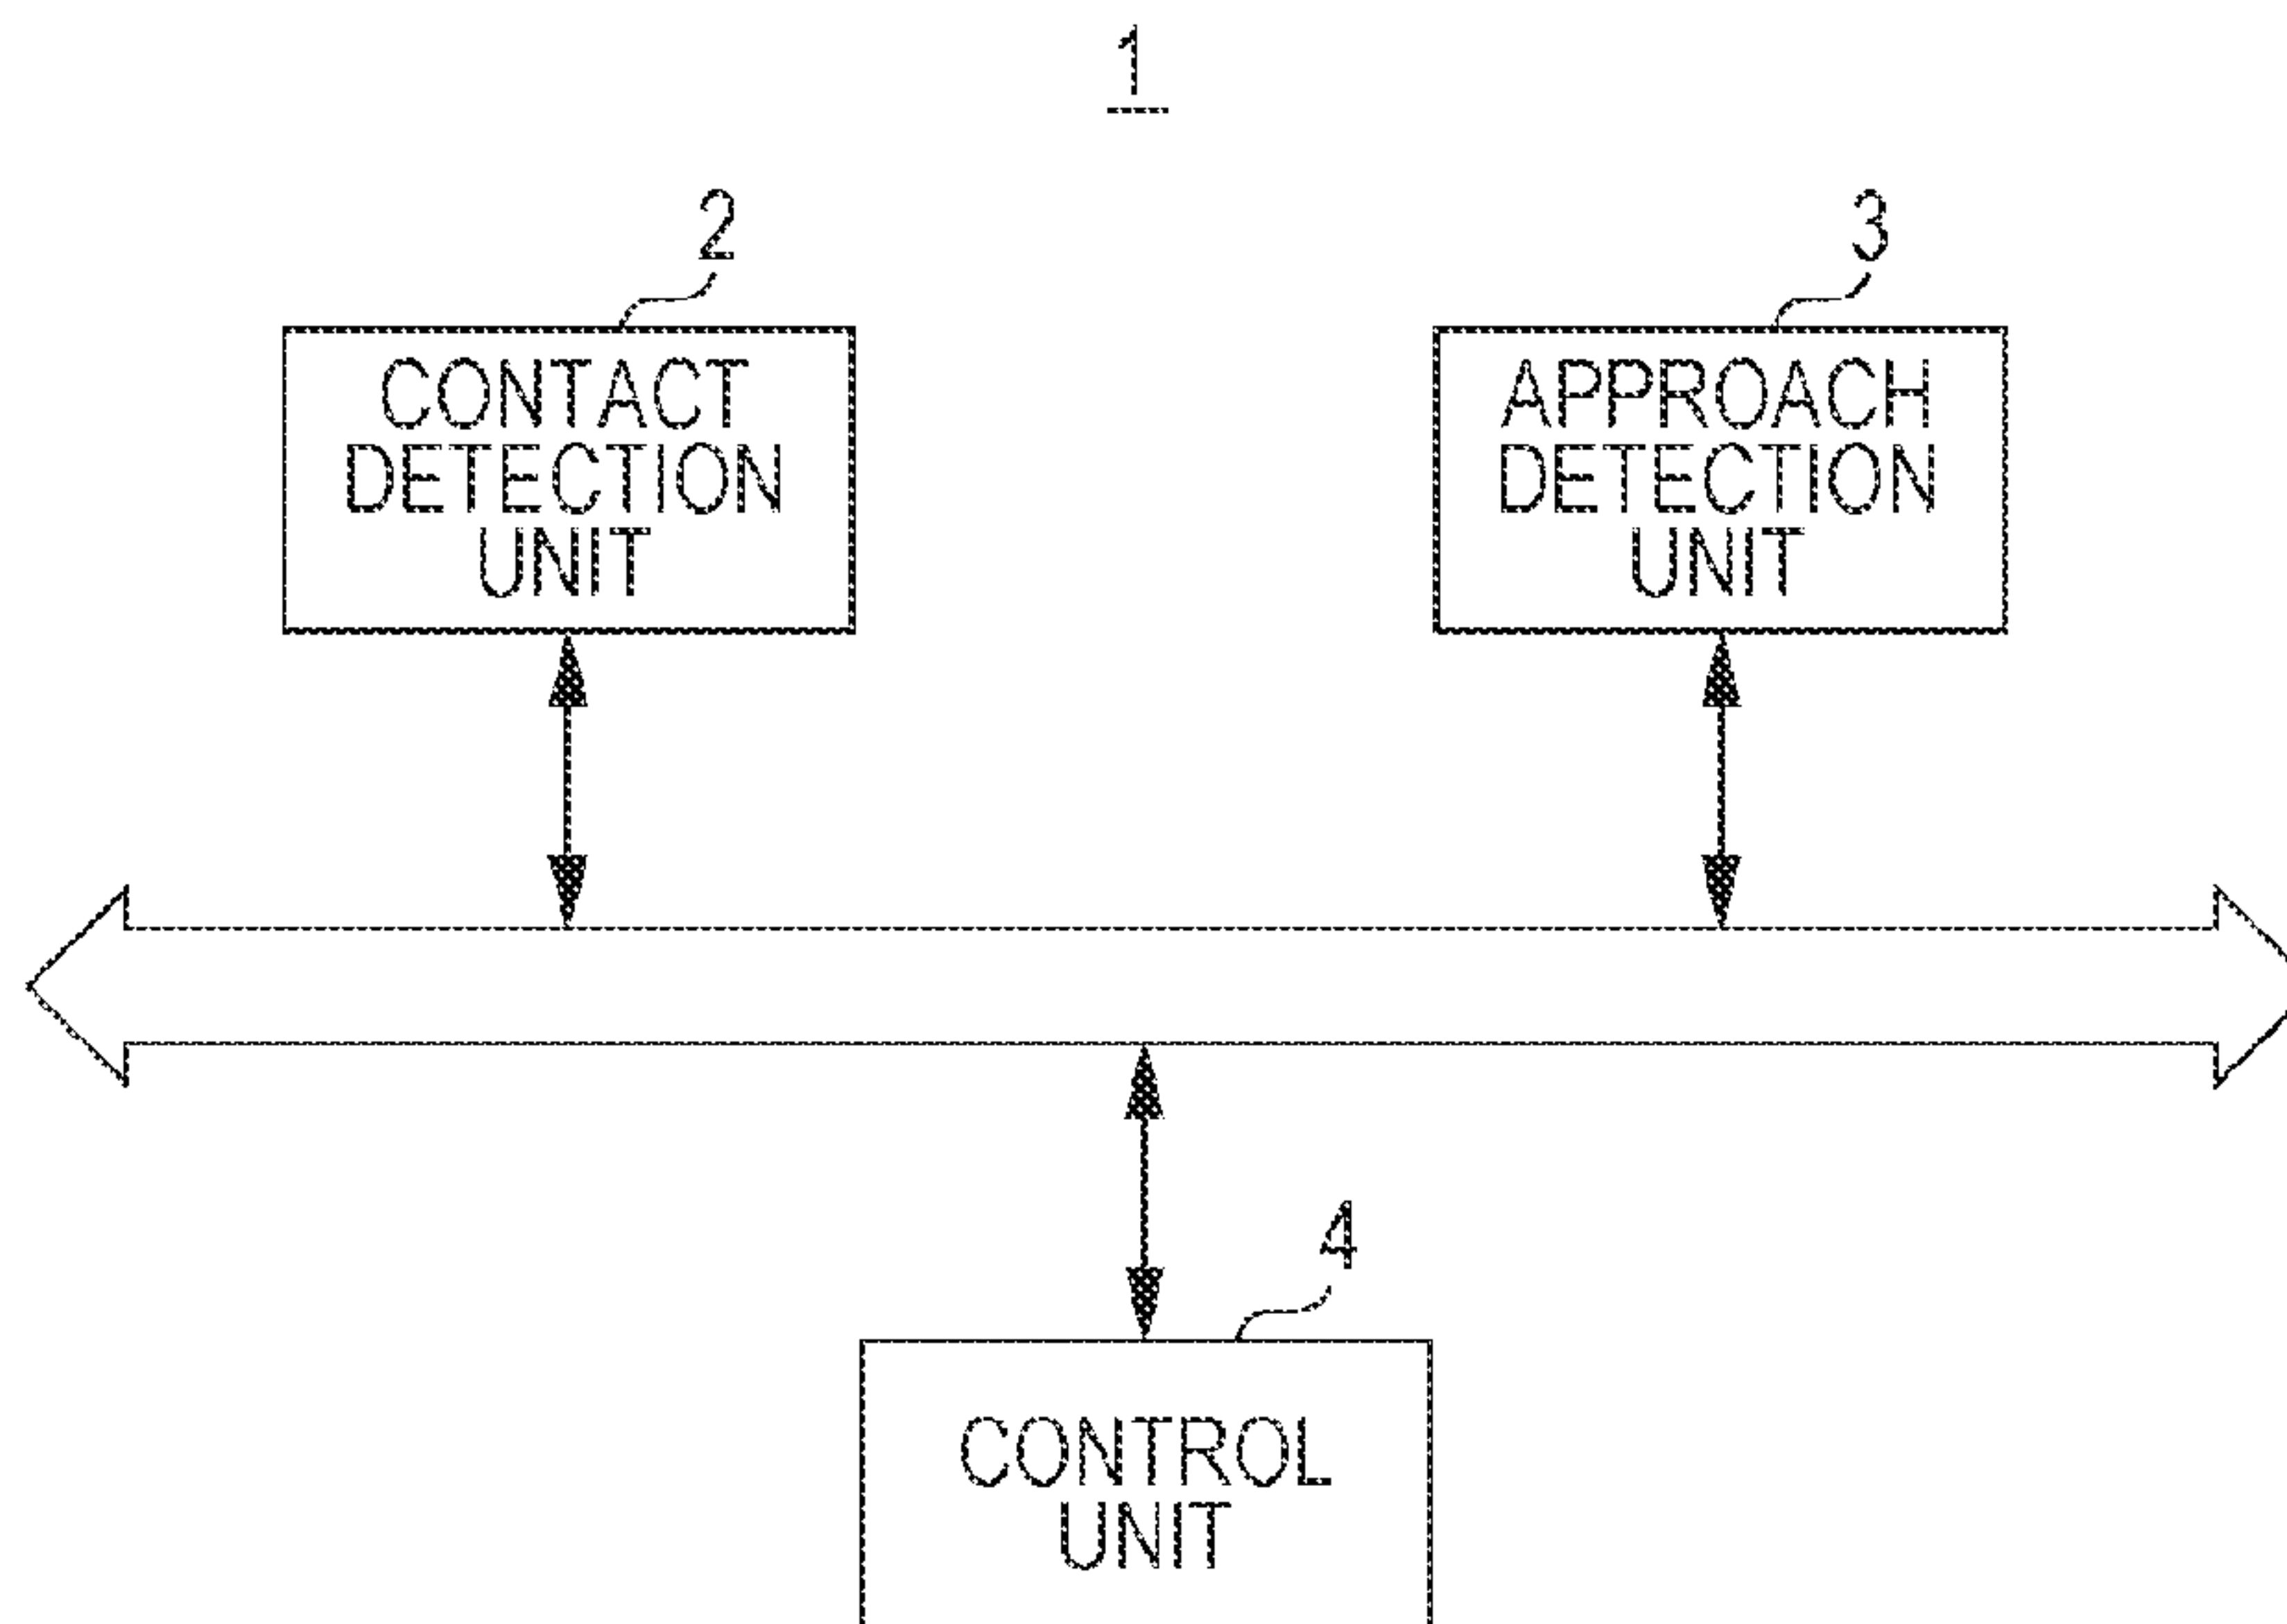 1
2
3
CONTACT
DETECTION
UNIT
APPROACH
DETECTION
UNIT
4
CONTROL
UNIT